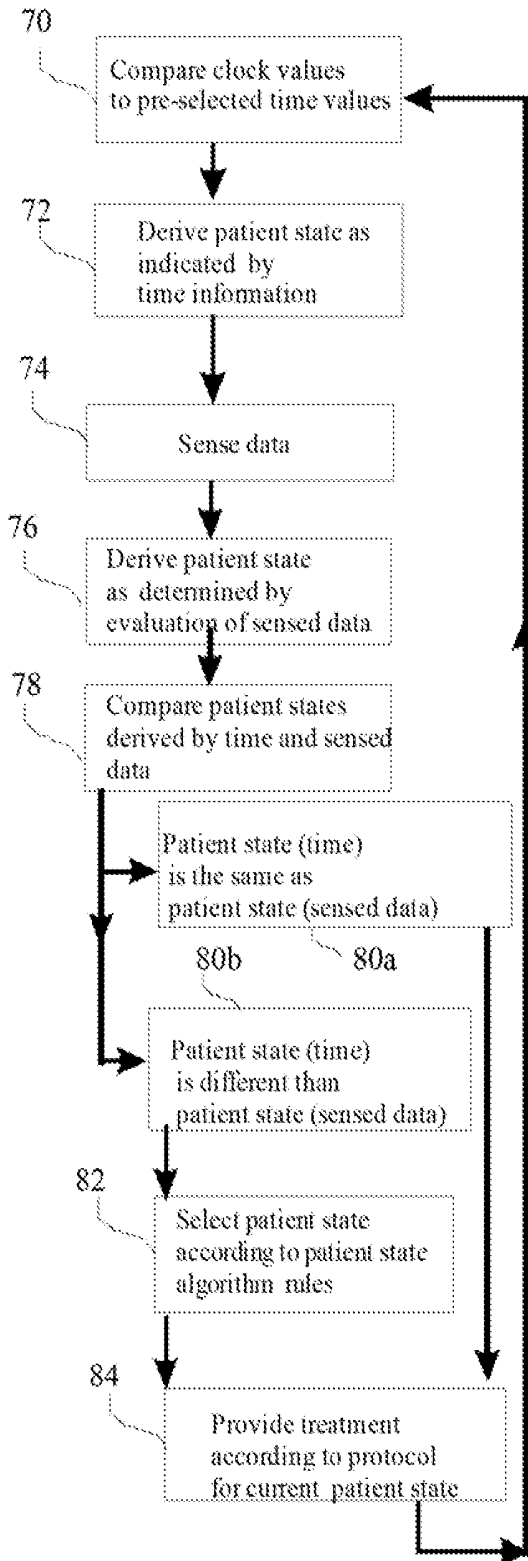 70
Compare clock values
to pre-selected time values
72
Derive patient state as
indicated by
time information
74
Sense data
76
Derive patient state
as determined by
evaluation of sensed data
78
Compare patient states
derived by time and sensed
data
Patient state (time)
is the same as
patient state (sensed data)
80b
80a
Patient state (time)
is different than
patient state (sensed data)
82
Select patient state
according to patient state
algorithm rules
84
Provide treatment
according to protocol
for current patient state